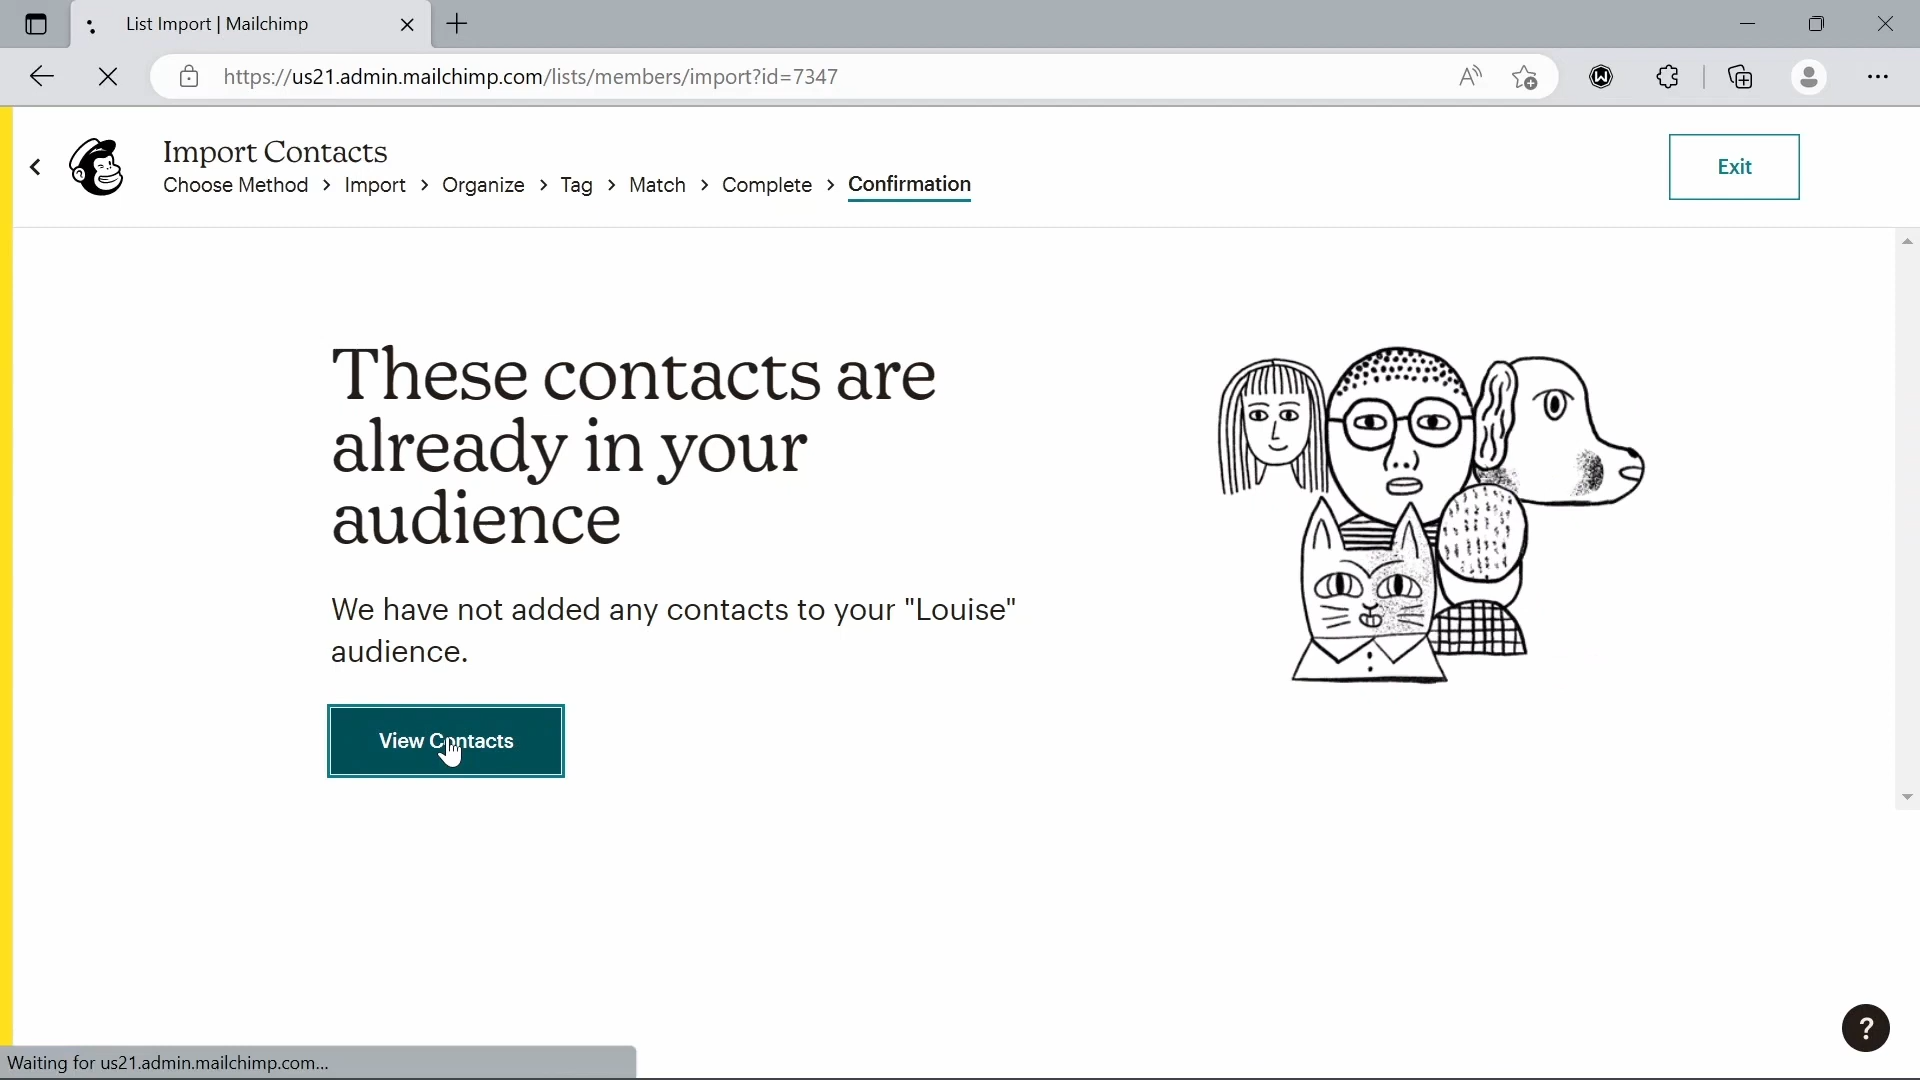 List Import | Mailchimp
https://us21.admin.mailchimp.com/lists/members/import?id=7347
Import Contacts
Choose Method > Import > Organize > Tag > Match > Complete > Confirmation
Exit
These contacts are
already in your
audience
We have not added any contacts to your "Louise"
audience.
View Contacts
?
Waiting for us21.admin.mailchimp.com...